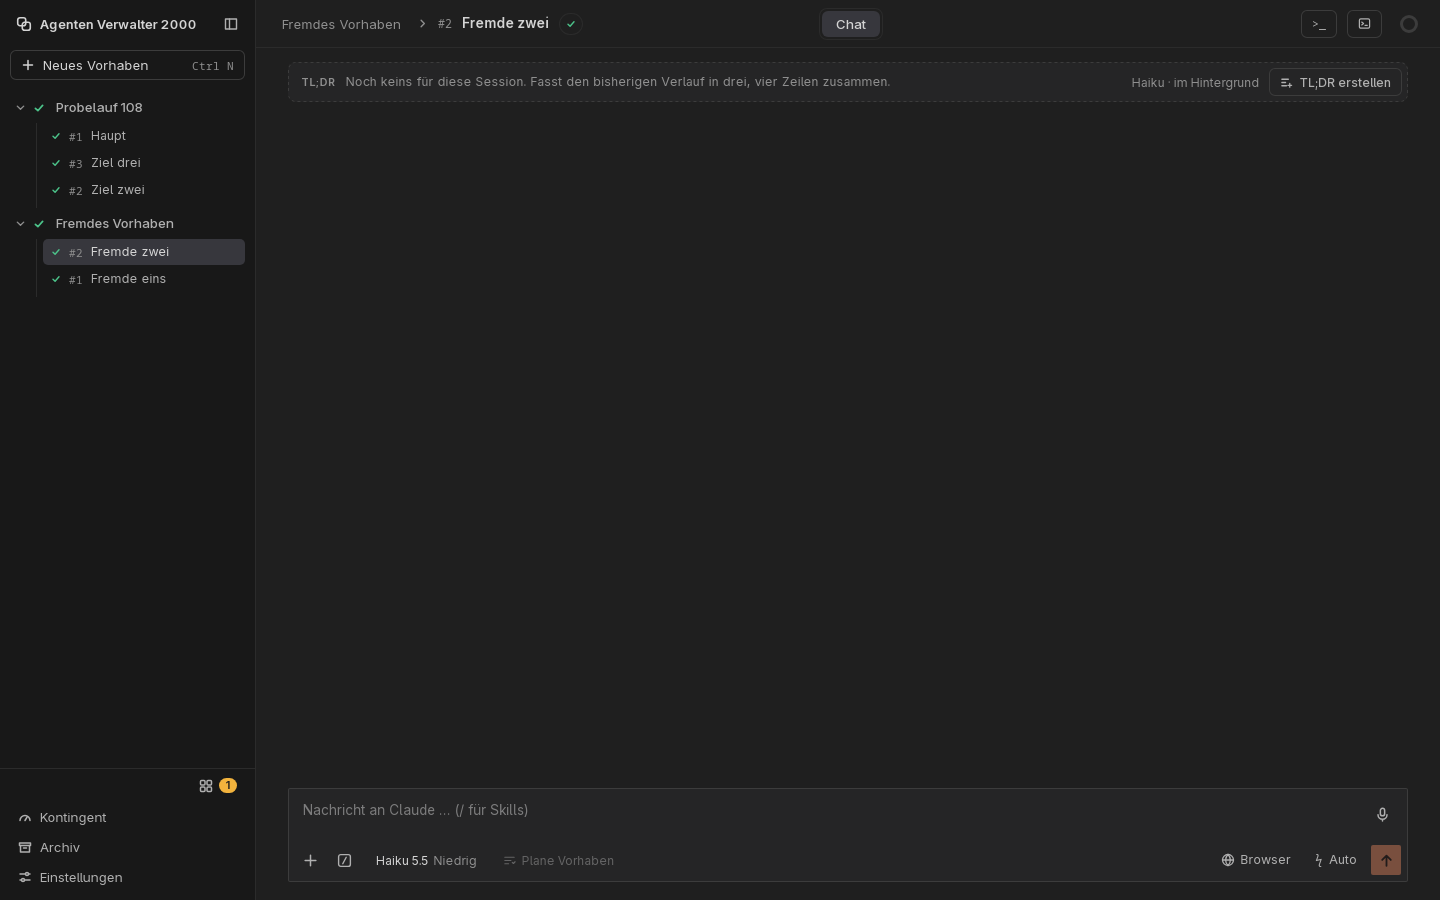 Agenten Verwalter 2000
Neues Vorhaben Ctrl N
Probelauf 108
#1 Haupt
#3 Ziel drei
#2 Ziel zwei
Fremdes Vorhaben
#2 Fremde zwei
#1 Fremde eins
1
Kontingent
Archiv
Einstellungen
Fremdes Vorhaben > #2 Fremde zwei
Chat
>_
TL;DR Noch keins für diese Session. Fasst den bisherigen Verlauf in drei, vier Zeilen zusammen. Haiku · im Hintergrund TL;DR erstellen
Nachricht an Claude … (/ für Skills)
Haiku 5.5 Niedrig Plane Vorhaben Browser Auto